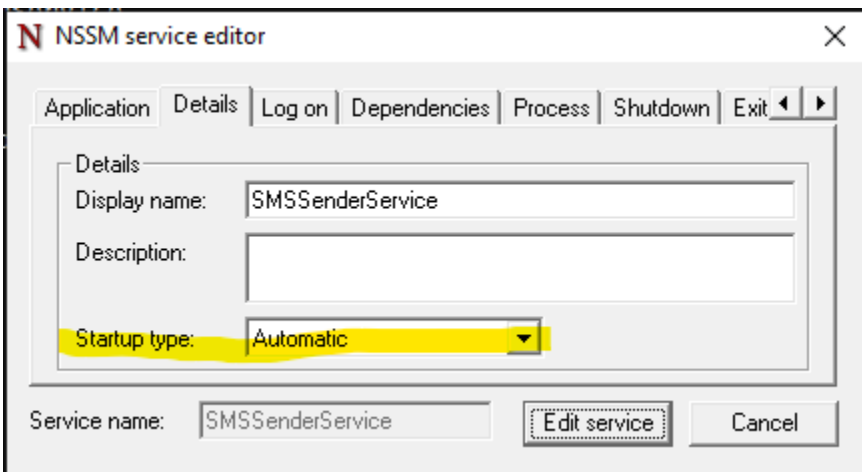 N NSSM service editor
Application Details Log on Dependencies Process Shutdown Exit
Details
Display name: SMSSenderService
Description:
Startup type: Automatic
Service name: SMSSenderService Edit service Cancel